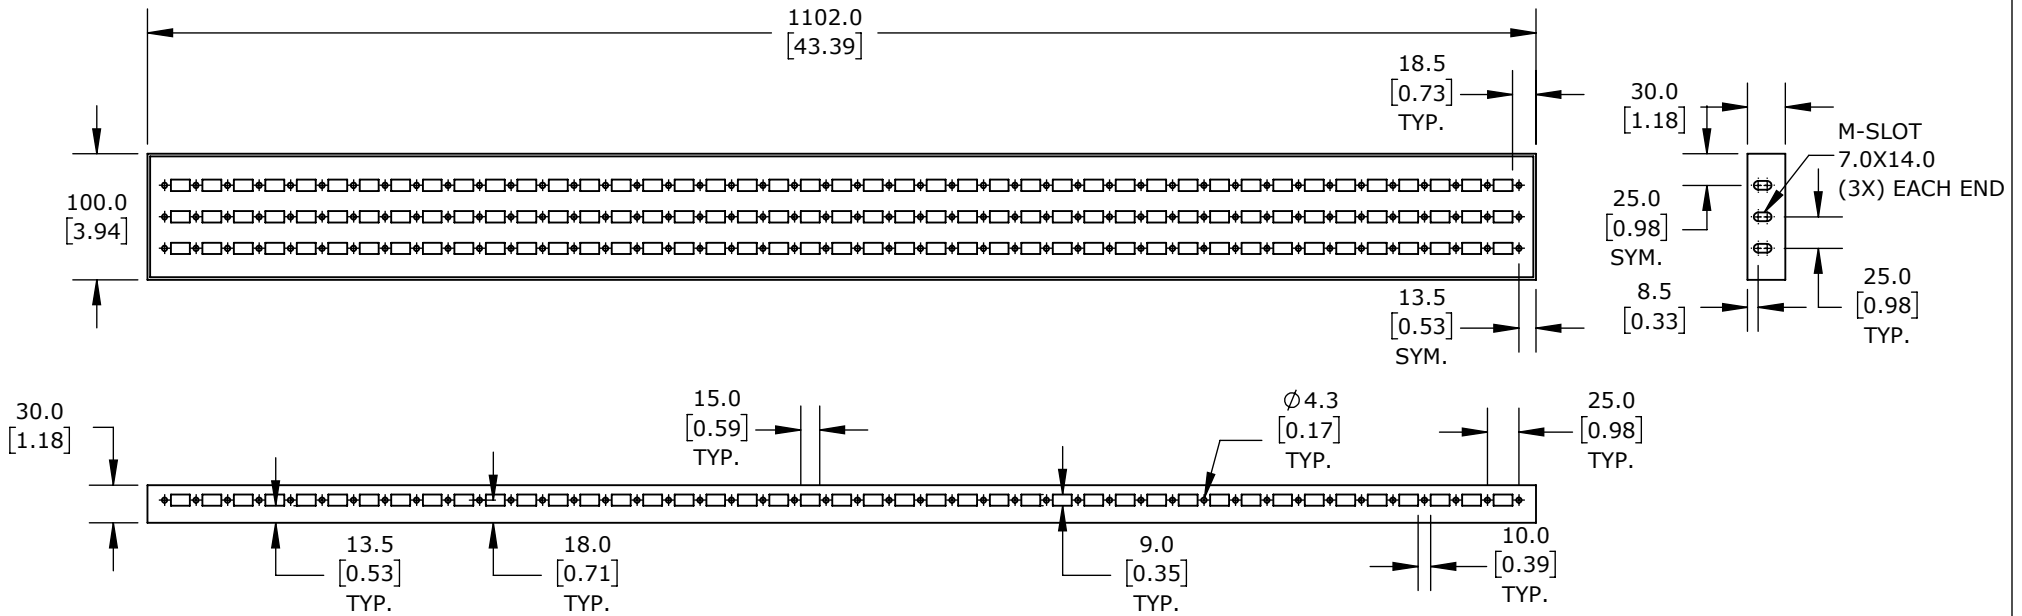 1102.0
[43.39]
18.5
[0.73]
TYP.
30.0
[1.18]
M-SLOT
7.0X14.0
(3X) EACH END
100.0
[3.94]
25.0
[0.98]
SYM.
13.5
[0.53]
SYM.
8.5
[0.33]
25.0
[0.98]
TYP.
30.0
[1.18]
15.0
[0.59]
TYP.
∅4.3
[0.17]
TYP.
25.0
[0.98]
TYP.
13.5
[0.53]
TYP.
18.0
[0.71]
TYP.
9.0
[0.35]
TYP.
10.0
[0.39]
TYP.